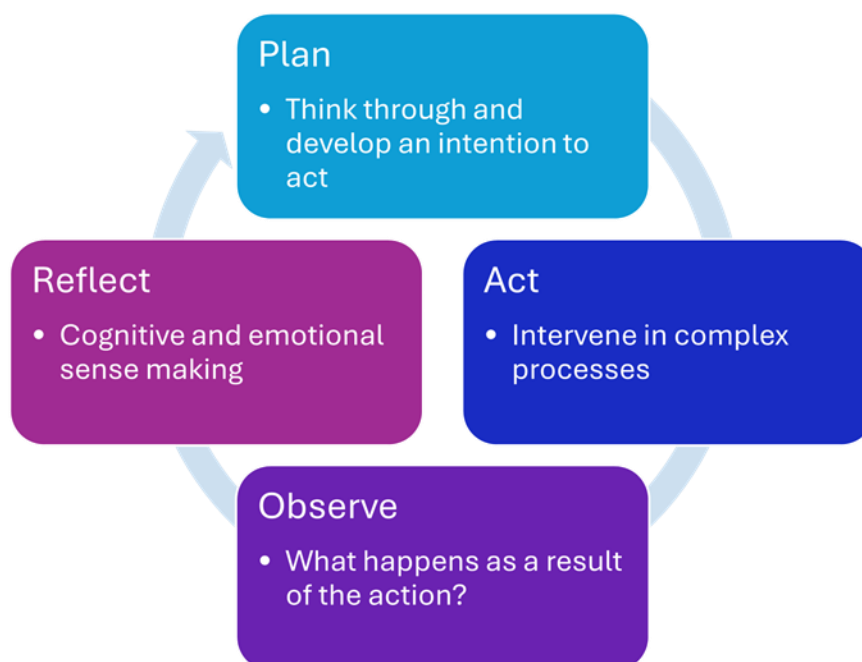 Plan
• Think through and
develop an intention to
act
Act
• Intervene in complex
processes
Observe
• What happens as a result
of the action?
Reflect
• Cognitive and emotional
sense making